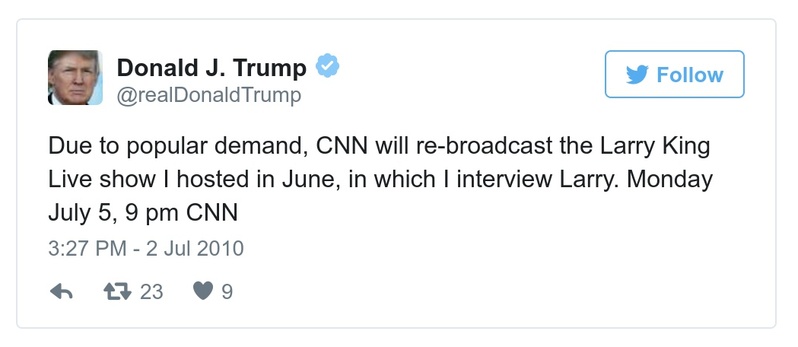 Donald J. Trump
@realDonaldTrump
Follow
Due to popular demand, CNN will re-broadcast the Larry King
Live show I hosted in June, in which I interview Larry. Monday
July 5, 9 pm CNN
3:27 PM - 2 Jul 2010
23 9